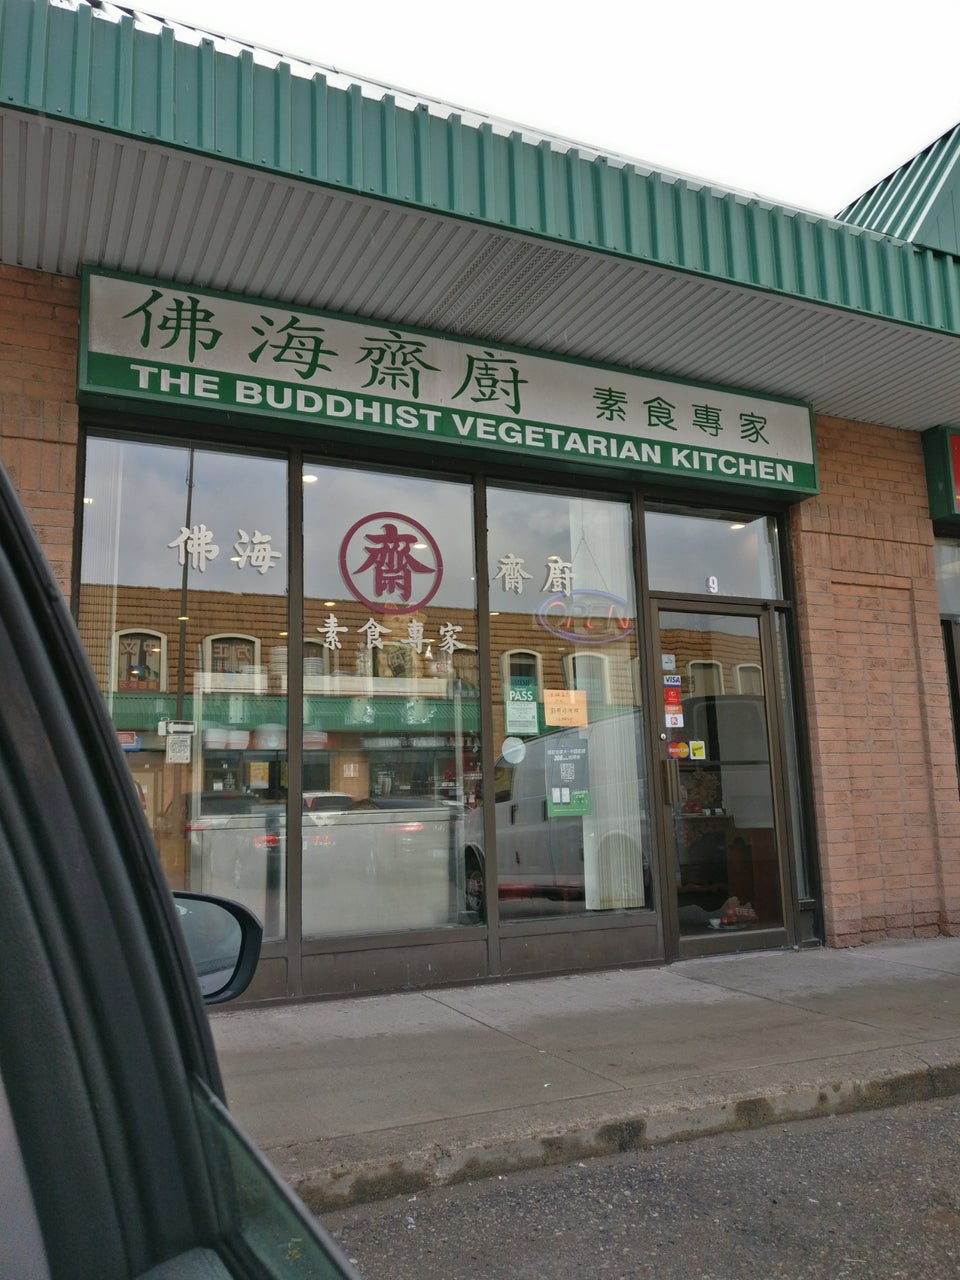 佛海齋廚 素食專家
THE BUDDHIST VEGETARIAN KITCHEN
佛海 齋 齋廚
素食專家
OPEN
9
PASS
VISA